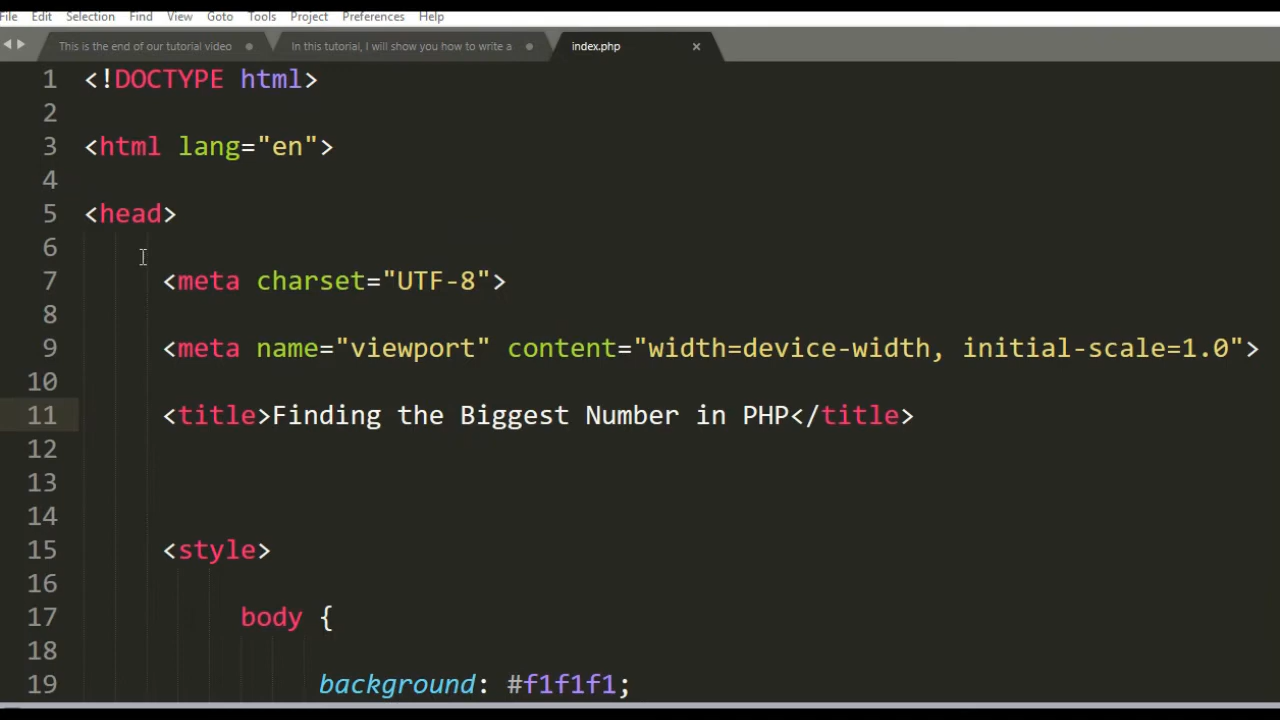 File Edit Selection Find View Goto Tools Project Preferences Help
This is the end of our tutorial video In this tutorial, I will show you how to write a index.php
1 <!DOCTYPE html>
2
3 <html lang="en">
4
5 <head>
6
7 <meta charset="UTF-8">
8
9 <meta name="viewport" content="width=device-width, initial-scale=1.0">
10
11 <title>Finding the Biggest Number in PHP</title>
12
13
14
15 <style>
16
17 body {
18
19 background: #f1f1f1;